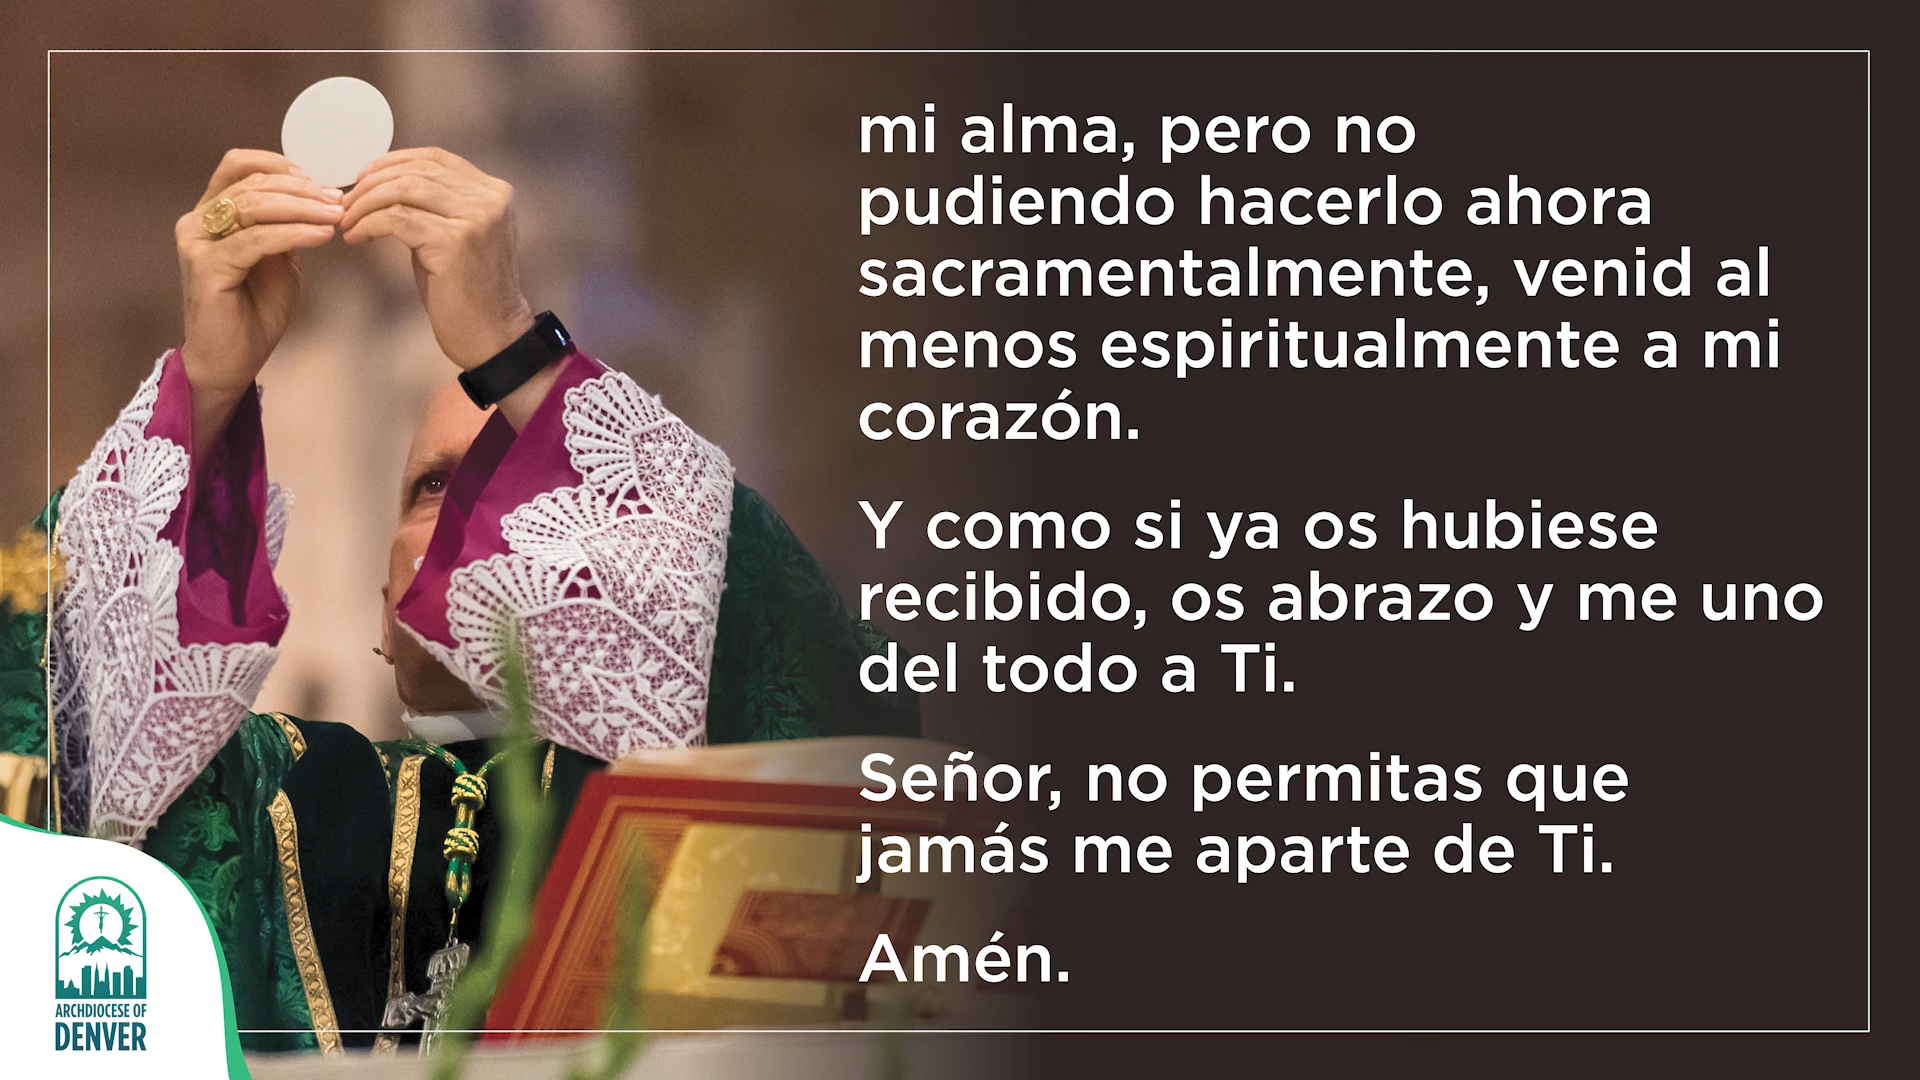 mi alma, pero no
pudiendo hacerlo ahora
sacramentalmente, venid al
menos espiritualmente a mi
corazón.
Y como si ya os hubiese
recibido, os abrazo y me uno
del todo a Ti.
Señor, no permitas que
jamás me aparte de Ti.
Amén.
ARCHDIOCESE OF
DENVER